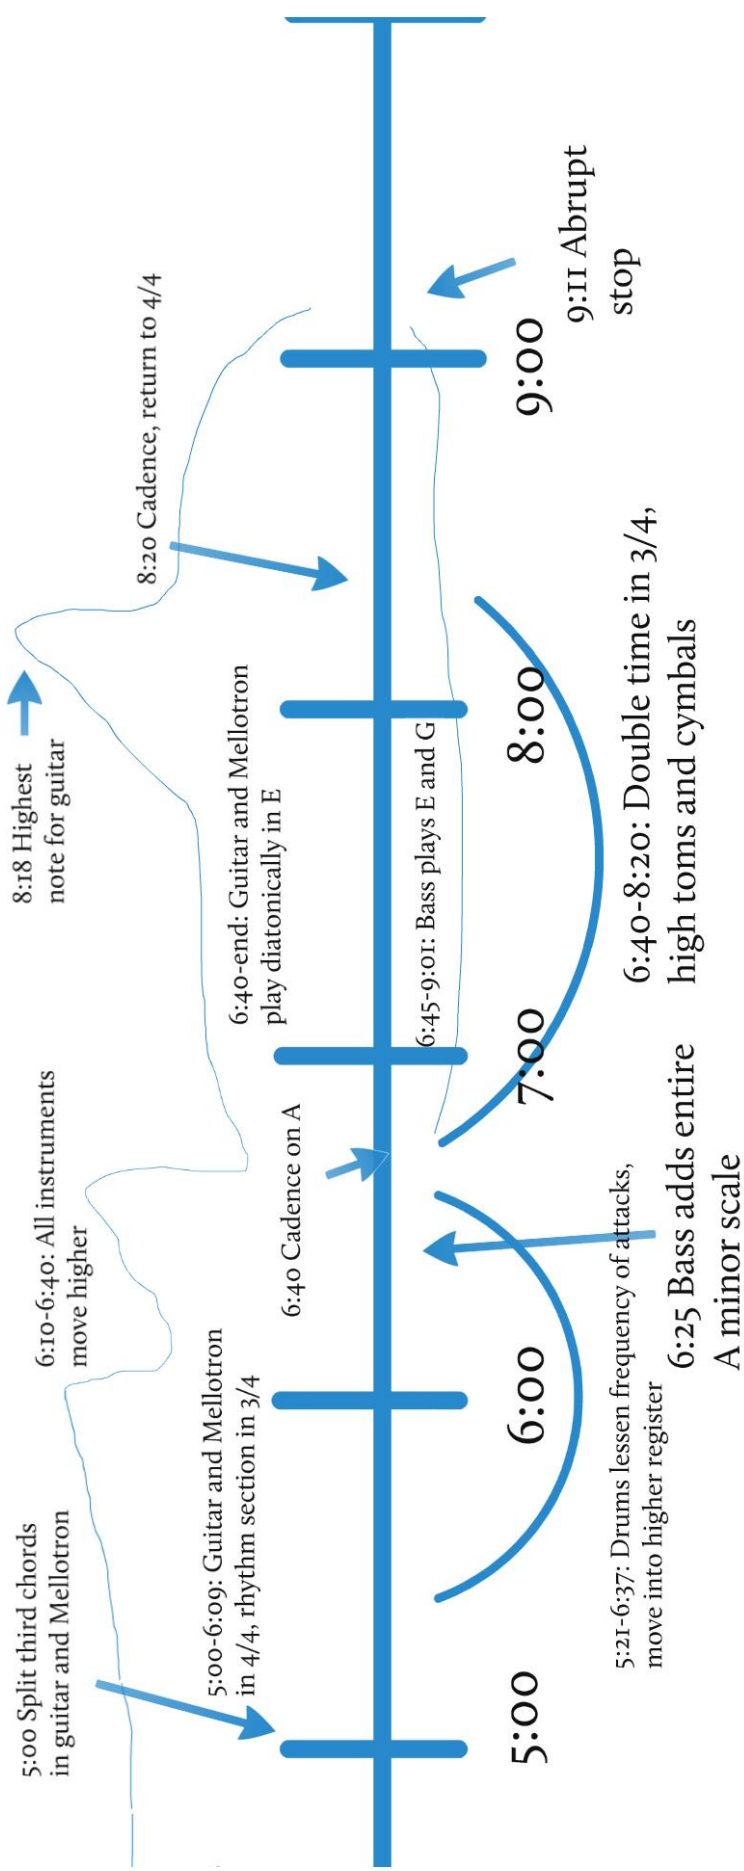 5:00 Split third chords
in guitar and Mellotron
6:10-6:40: All instruments
move higher
8:18 Highest
note for guitar
8:20 Cadence, return to 4/4
5:00-6:09: Guitar and Mellotron
in 4/4, rhythm section in 3/4
6:40 Cadence on A
6:40-end: Guitar and Mellotron
play diatonically in E
6:45-9:01: Bass plays E and G
5:00
6:00
7:00
8:00
9:00
9:11 Abrupt
stop
5:21-6:37: Drums lessen frequency of attacks,
move into higher register
6:25 Bass adds entire
A minor scale
6:40-8:20: Double time in 3/4,
high toms and cymbals